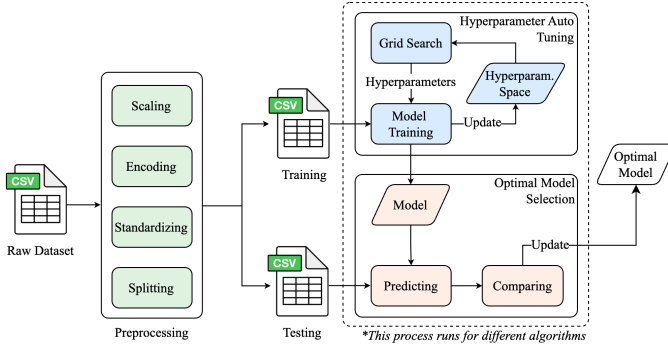 CSV
Raw Dataset
Scaling
Encoding
Standardizing
Splitting
Preprocessing
CSV
Training
CSV
Testing
Hyperparameter Auto
Tuning
Grid Search
Hyperparameters
Hyperparam.
Space
Model
Training
Update
Optimal Model
Selection
Model
Predicting
Comparing
Update
Optimal
Model
*This process runs for different algorithms